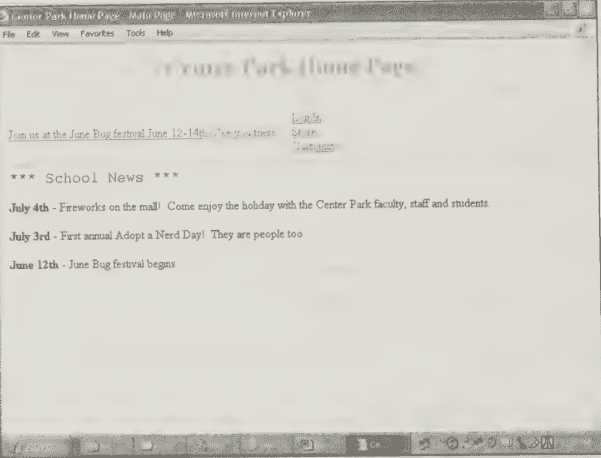 Center Park Home Page - Main Page - Microsoft Internet Explorer
File Edit View Favorites Tools Help
Center Park Home Page
Join us at the June Bug festival June 12-14th
Login
*** School News ***
July 4th - Fireworks on the mall! Come enjoy the holiday with the Center Park faculty, staff and students.
July 3rd - First annual Adopt a Nerd Day! They are people too
June 12th - June Bug festival begins